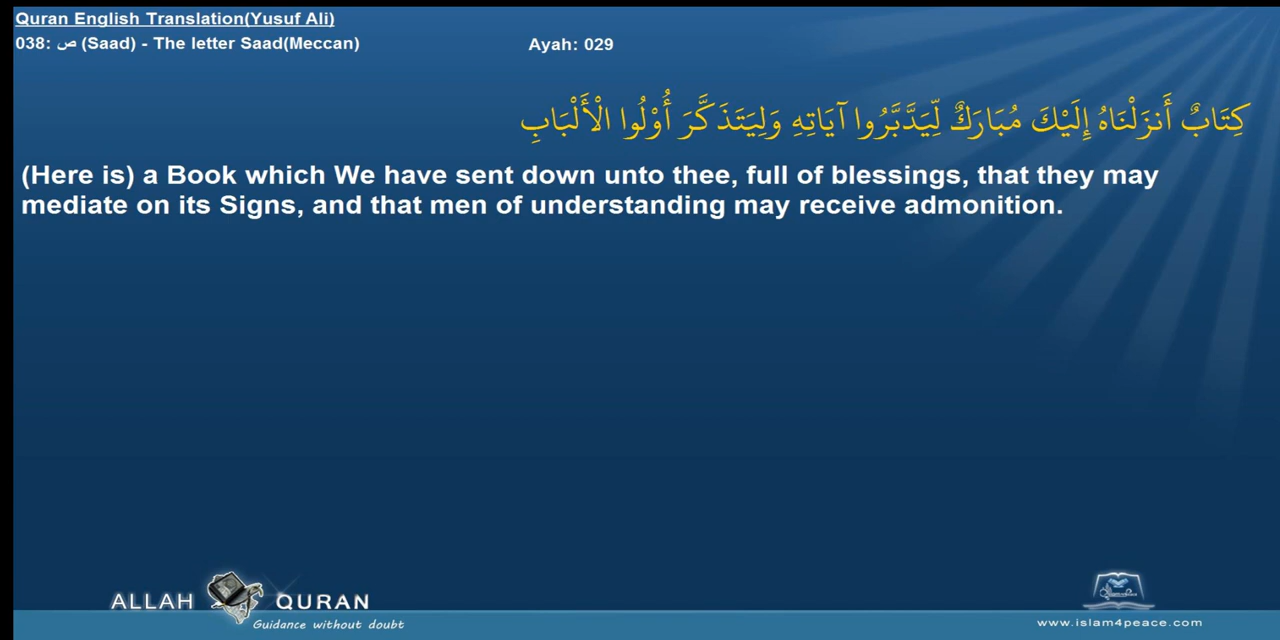 Quran English Translation(Yusuf Ali)
038: ص (Saad) - The letter Saad(Meccan)
Ayah: 029
كِتَابٌ أَنزَلْنَاهُ إِلَيْكَ مُبَارَكٌ لِّيَدَّبَّرُوا آيَاتِهِ وَلِيَتَذَكَّرَ أُوْلُوا الْأَلْبَابِ
(Here is) a Book which We have sent down unto thee, full of blessings, that they may
mediate on its Signs, and that men of understanding may receive admonition.
ALLAH QURAN
Guidance without doubt
www.islam4peace.com